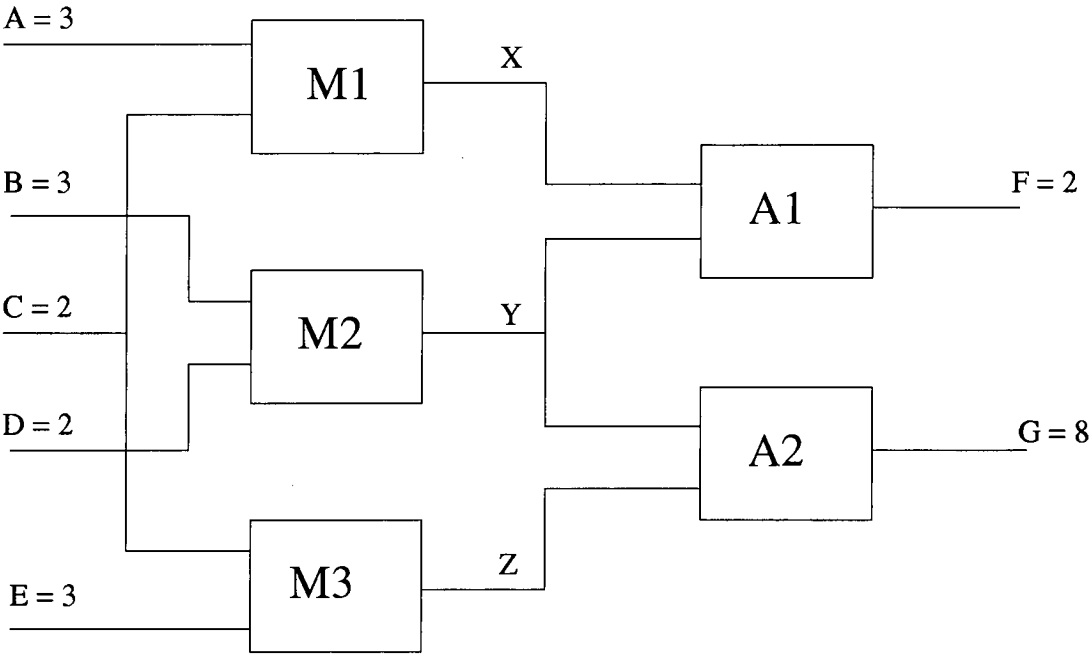 A = 3
M1
X
B = 3
A1
F = 2
C = 2
M2
Y
D = 2
A2
G = 8
E = 3
M3
Z